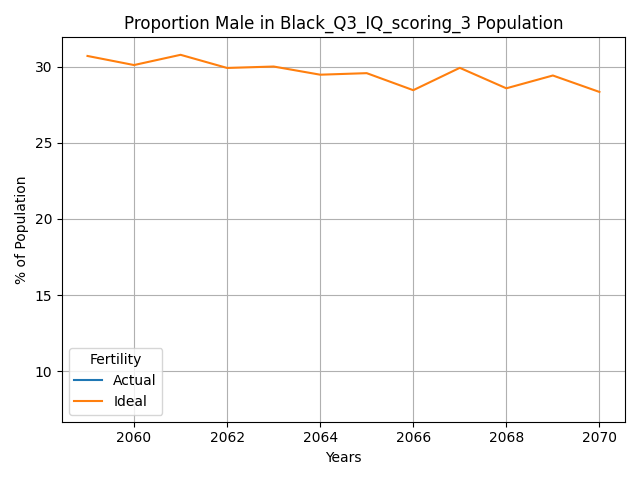 Proportion Male in Black_Q3_IQ_scoring_3 Population
% of Population
30
25
20
15
10
Fertility
Actual
Ideal
2060 2062 2064 2066 2068 2070
Years